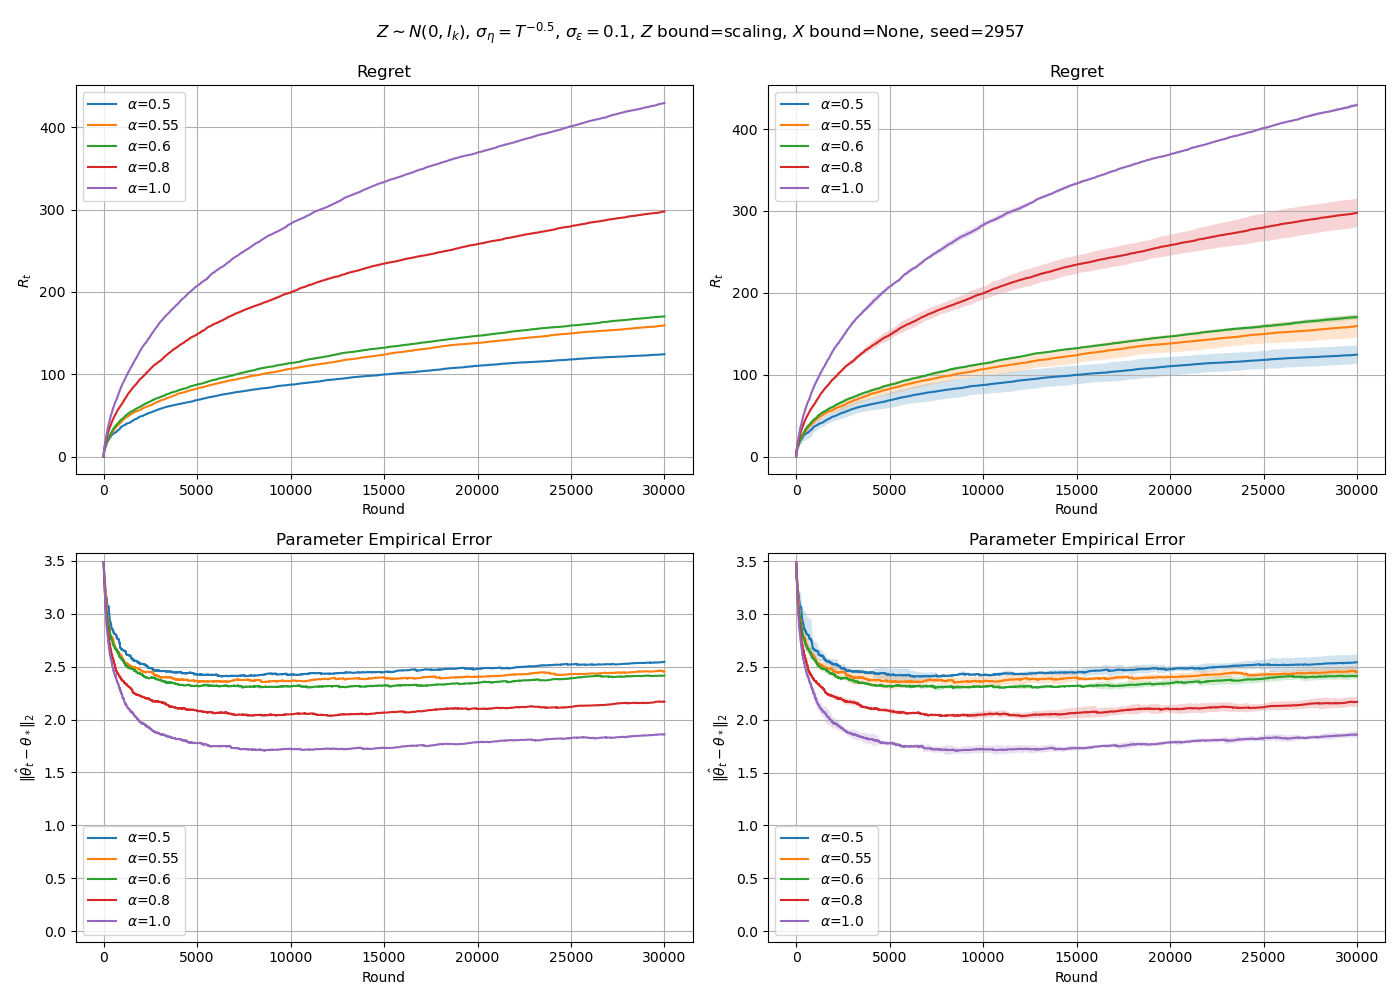 Z ∼ N(0, I_k), σ_η = T^{−0.5}, σ_ε = 0.1, Z bound=scaling, X bound=None, seed=2957
Regret
α=0.5
α=0.55
α=0.6
α=0.8
α=1.0
400
300
200
100
0
R_t
0 5000 10000 15000 20000 25000 30000
Round
Regret
α=0.5
α=0.55
α=0.6
α=0.8
α=1.0
400
300
200
100
0
R_t
0 5000 10000 15000 20000 25000 30000
Round
Parameter Empirical Error
3.5
3.0
2.5
2.0
1.5
1.0
0.5
0.0
‖θ̂_t − θ_*‖_2
α=0.5
α=0.55
α=0.6
α=0.8
α=1.0
0 5000 10000 15000 20000 25000 30000
Round
Parameter Empirical Error
3.5
3.0
2.5
2.0
1.5
1.0
0.5
0.0
‖θ̂_t − θ_*‖_2
α=0.5
α=0.55
α=0.6
α=0.8
α=1.0
0 5000 10000 15000 20000 25000 30000
Round